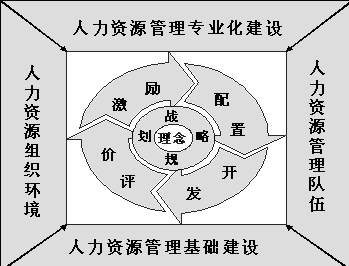 人力资源管理专业化建设
人力资源组织环境
激励
配置
战略
理念
规划
评价
开发
人力资源管理队伍
人力资源管理基础建设